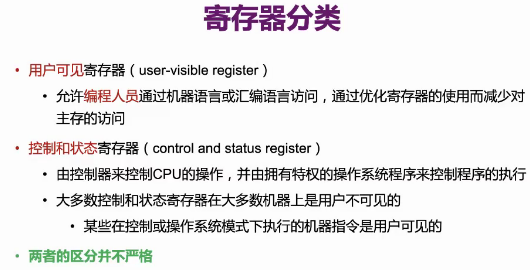 寄存器分类
• 用户可见寄存器（user-visible register）
• 允许编程人员通过机器语言或汇编语言访问，通过优化寄存器的使用而减少对
主存的访问
• 控制和状态寄存器（control and status register）
• 由控制器来控制CPU的操作，并由拥有特权的操作系统程序来控制程序的执行
• 大多数控制和状态寄存器在大多数机器上是用户不可见的
• 某些在控制或操作系统模式下执行的机器指令是用户可见的
• 两者的区分并不严格